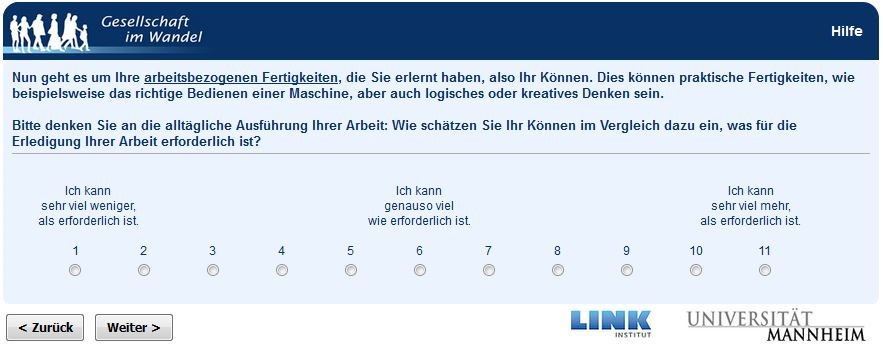 Gesellschaft
im Wandel
Hilfe
Nun geht es um Ihre arbeitsbezogenen Fertigkeiten, die Sie erlernt haben, also Ihr Können. Dies können praktische Fertigkeiten, wie
beispielsweise das richtige Bedienen einer Maschine, aber auch logisches oder kreatives Denken sein.
Bitte denken Sie an die alltägliche Ausführung Ihrer Arbeit: Wie schätzen Sie Ihr Können im Vergleich dazu ein, was für die
Erledigung Ihrer Arbeit erforderlich ist?
Ich kann
sehr viel weniger,
als erforderlich ist.
Ich kann
genauso viel
wie erforderlich ist.
Ich kann
sehr viel mehr,
als erforderlich ist.
1 2 3 4 5 6 7 8 9 10 11
< Zurück
Weiter >
LINK
INSTITUT
UNIVERSITÄT
MANNHEIM